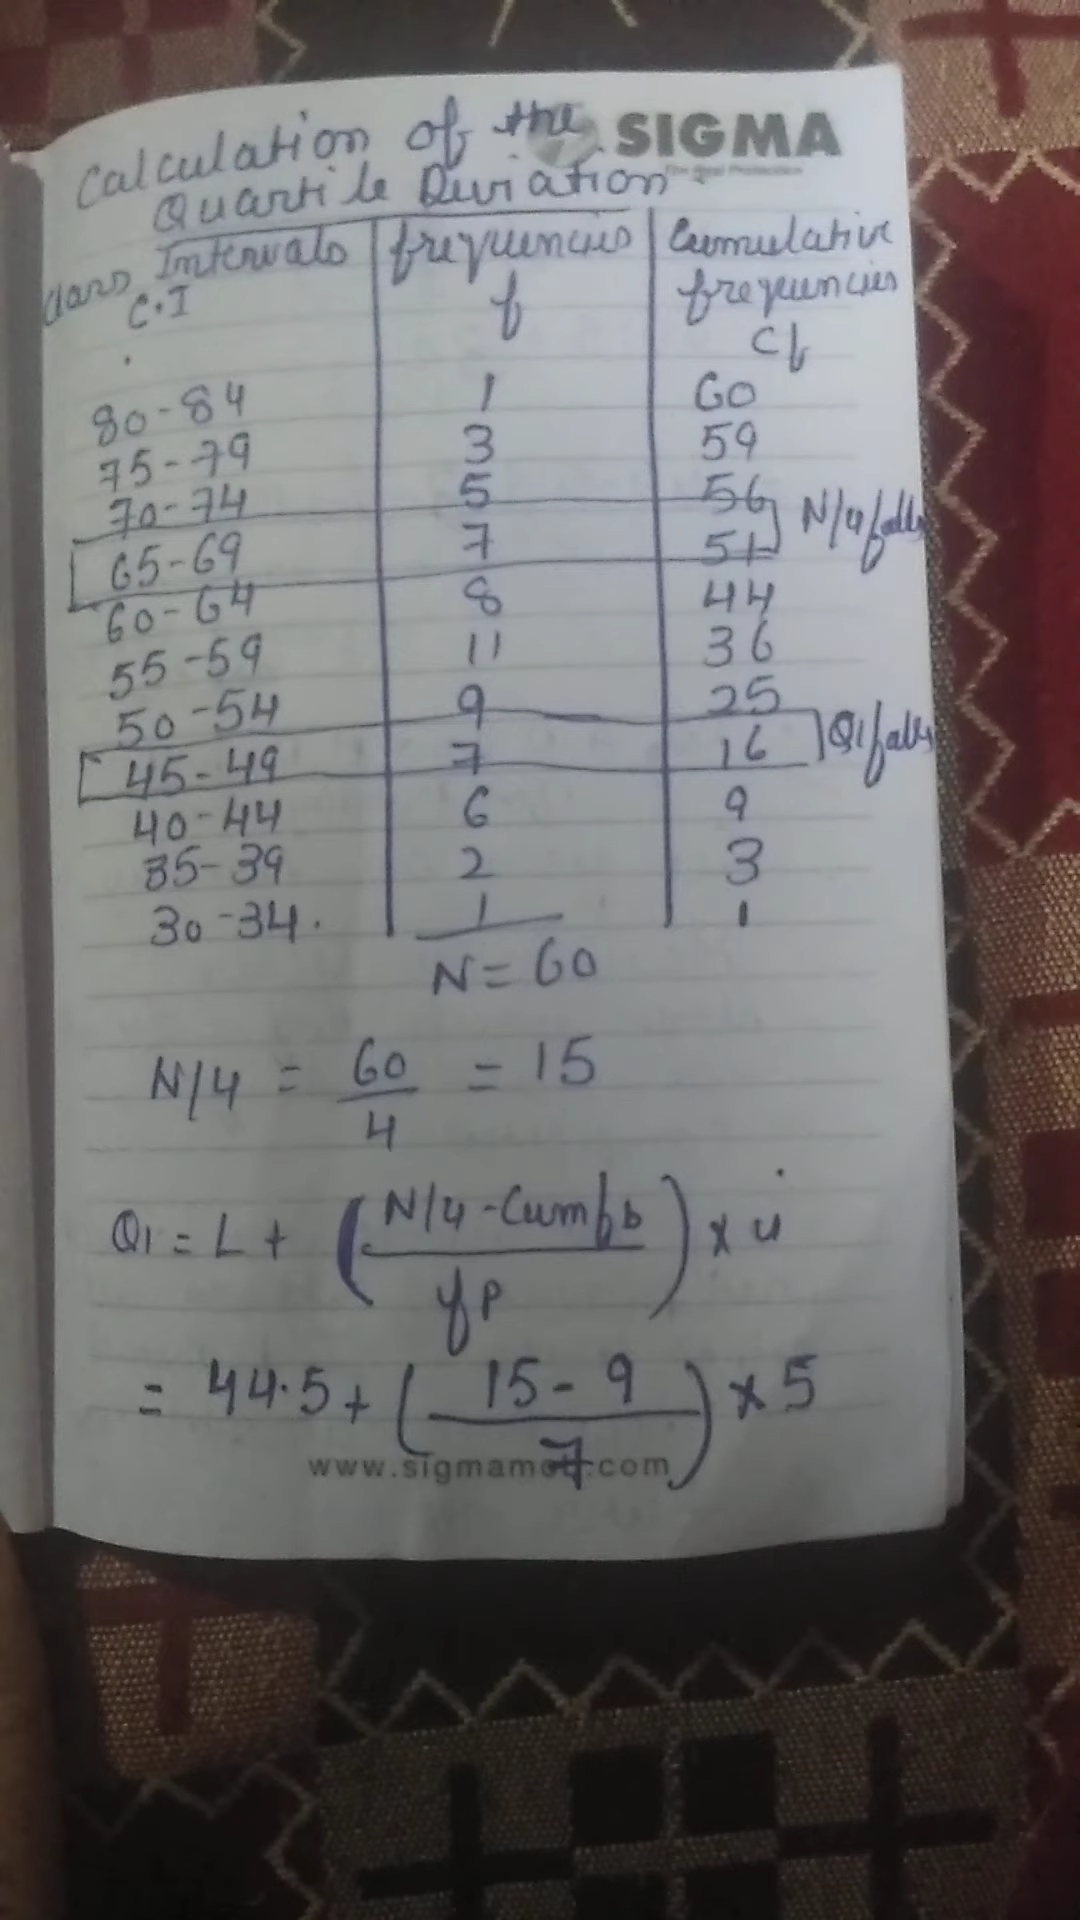 Calculation of the SIGMA
The Real Protection
Quartile Deviation
Class Intervals frequencies Cumulative
C.I f frequencies
Cf
80-84 1 60
75-79 3 59
70-74 5 56
65-69 7 51 N/4 falls
60-64 8 44
55-59 11 36
50-54 9 25
45-49 7 16 Q1 falls
40-44 6 9
35-39 2 3
30-34. 1 1
N = 60
N/4 = 60/4 = 15
Q1 = L + (N/4 - Cumfb / fp) × i
= 44.5 + (15 - 9 / 7) × 5